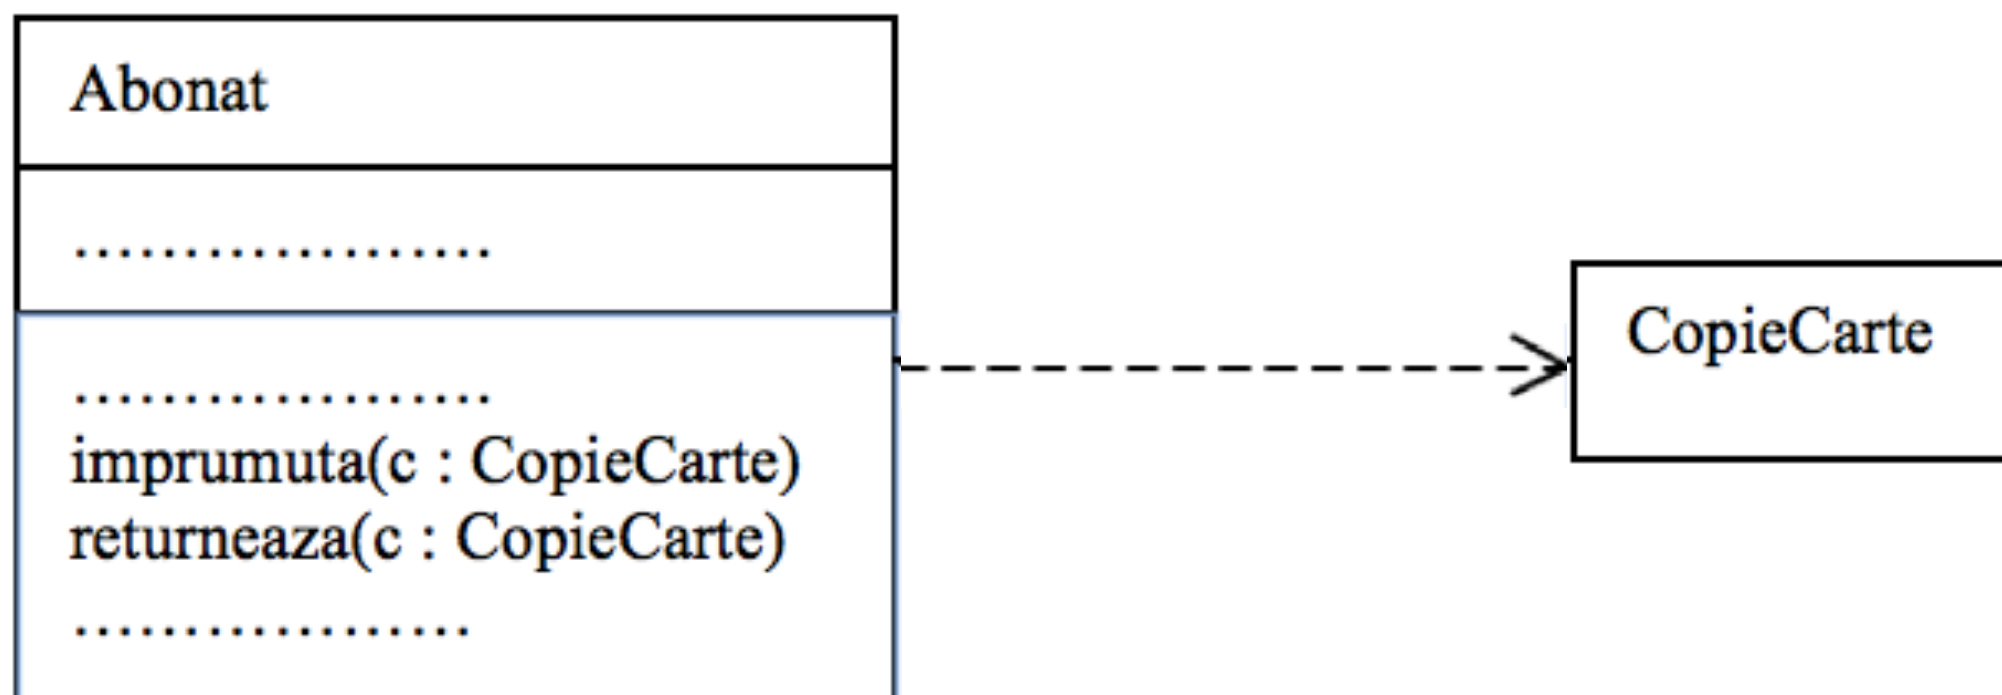 Abonat
...................
...................
imprumuta(c : CopieCarte)
returneaza(c : CopieCarte)
..................
CopieCarte